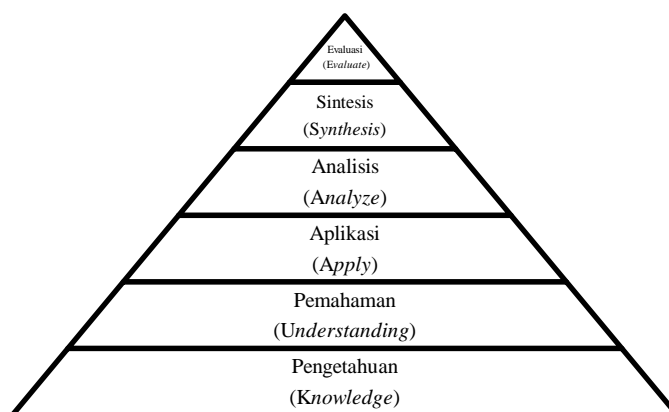 Evaluasi
(Evaluate)
Sintesis
(Synthesis)
Analisis
(Analyze)
Aplikasi
(Apply)
Pemahaman
(Understanding)
Pengetahuan
(Knowledge)